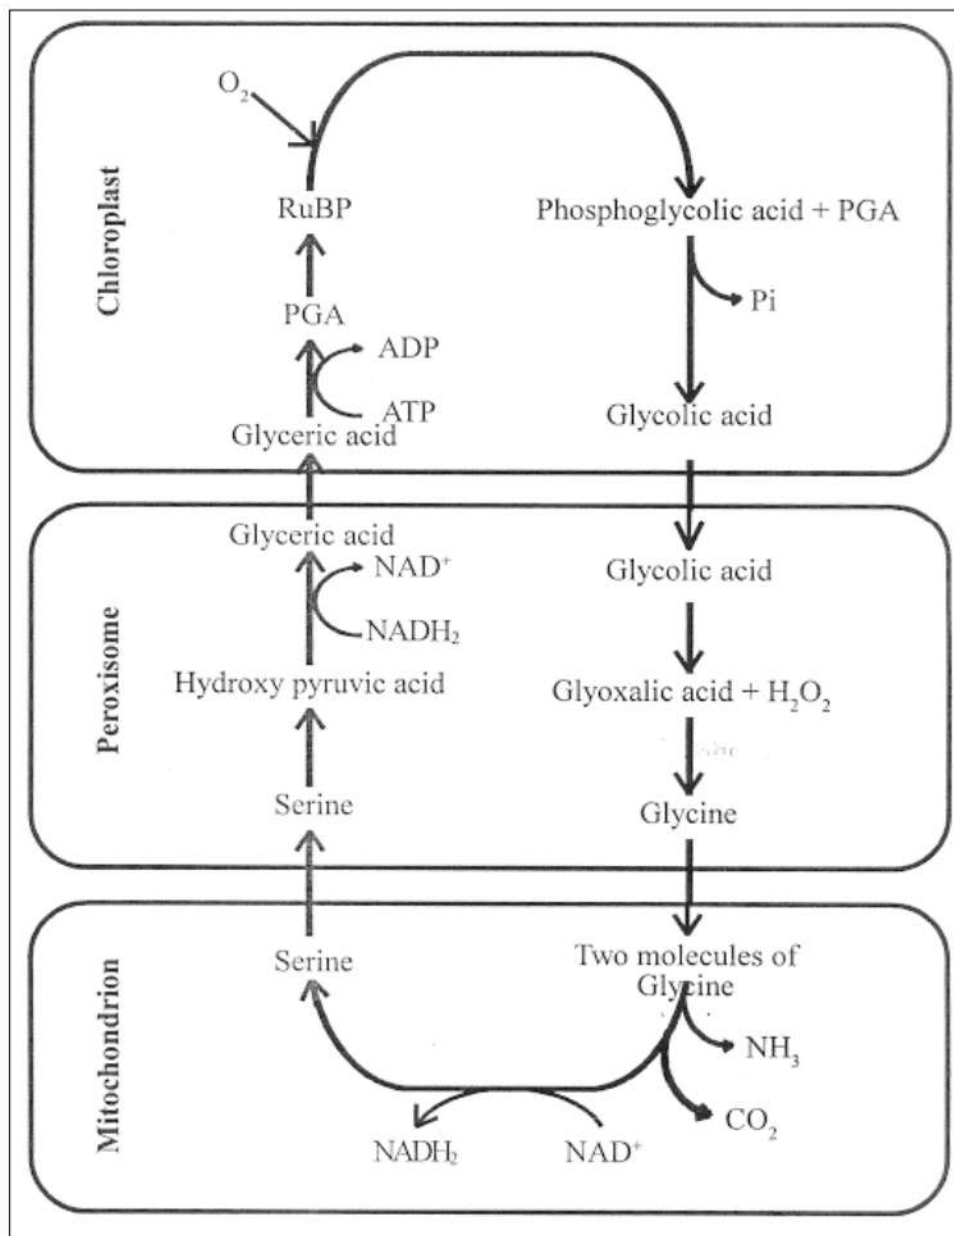 Chloroplast
O₂
RuBP
Phosphoglycolic acid + PGA
Pi
PGA
ADP
ATP
Glyceric acid
Glycolic acid
Peroxisome
Glyceric acid
NAD⁺
NADH₂
Glycolic acid
Hydroxy pyruvic acid
Glyoxalic acid + H₂O₂
Serine
Glycine
Mitochondrion
Serine
Two molecules of
Glycine
NH₃
CO₂
NADH₂
NAD⁺